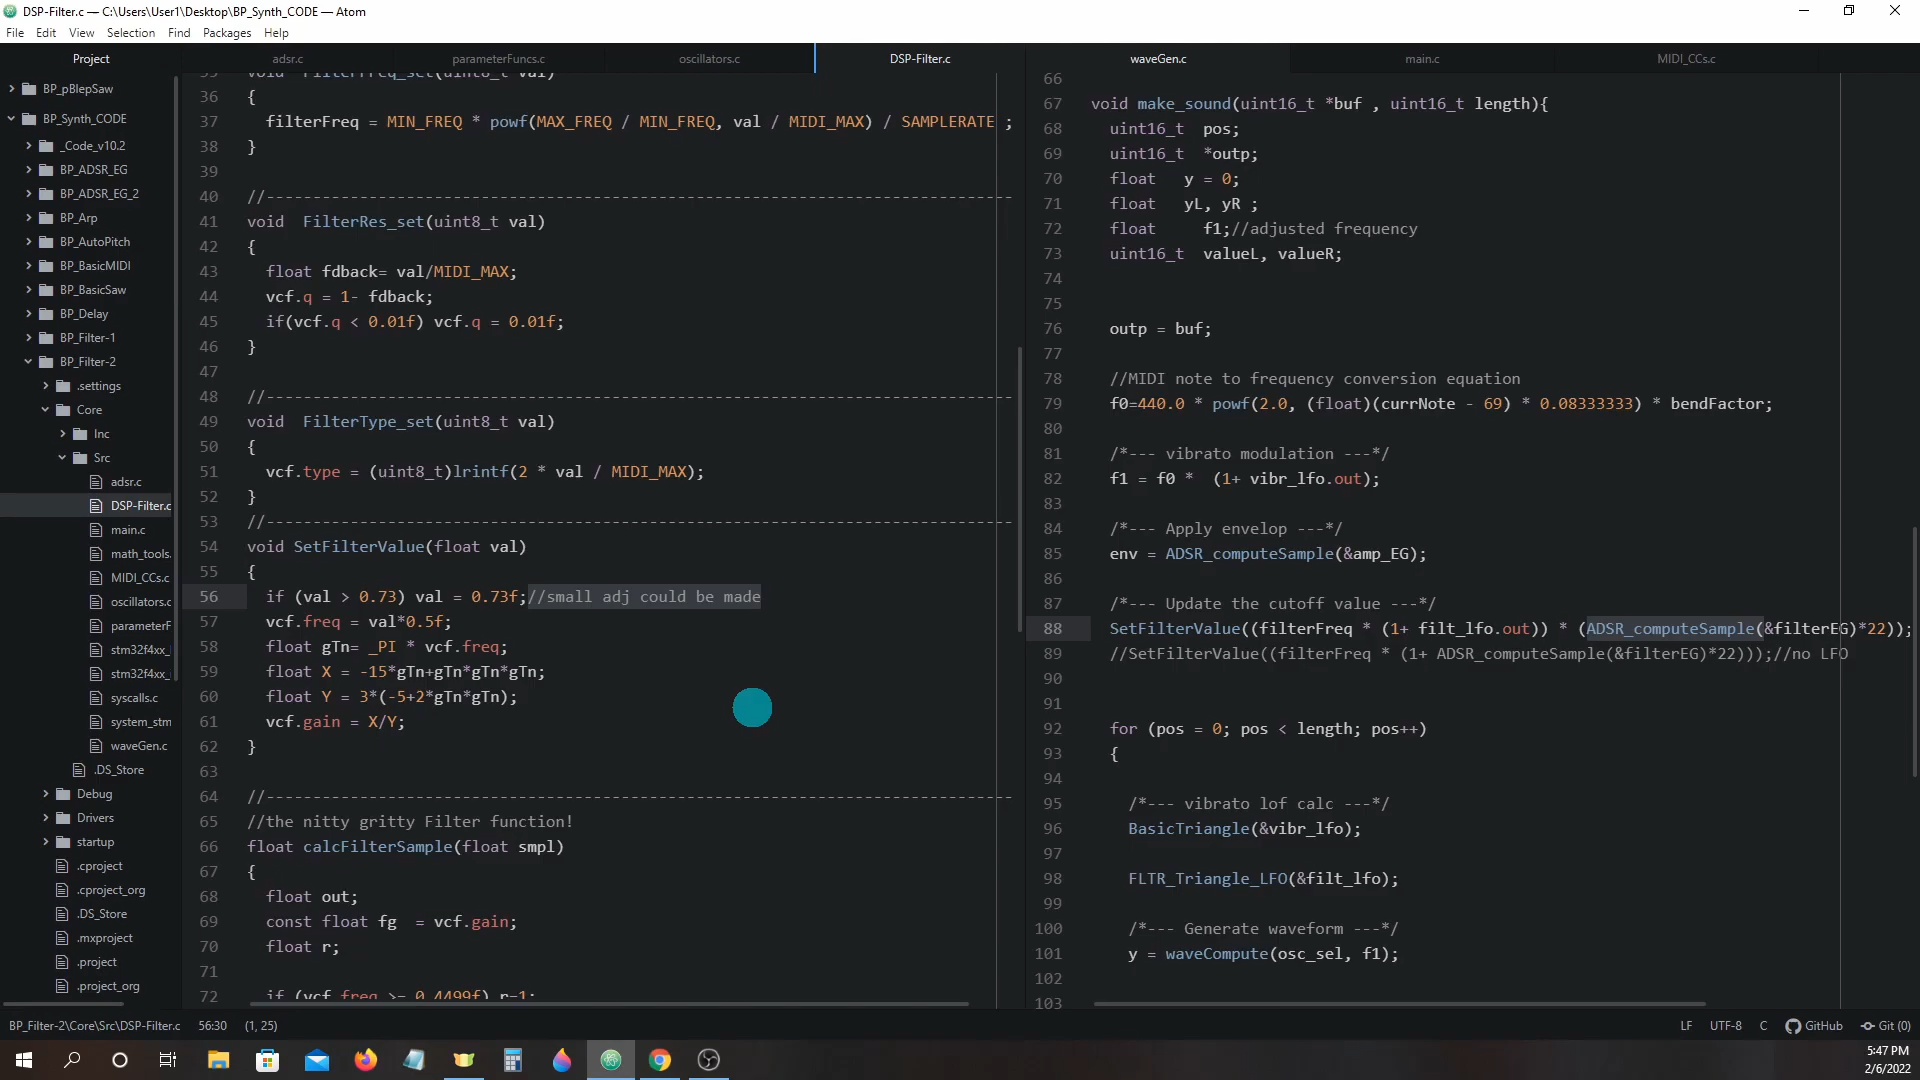 DSP-Filter.c — C:\Users\User1\Desktop\BP_Synth_CODE — Atom
File Edit View Selection Find Packages Help
Project
adsr.c parameterFuncs.c oscillators.c DSP-Filter.c
waveGen.c main.c MIDI_CCs.c
BP_pBlepSaw
BP_Synth_CODE
_Code_v10.2
BP_ADSR_EG
BP_ADSR_EG_2
BP_Arp
BP_AutoPitch
BP_BasicMIDI
BP_BasicSaw
BP_Delay
BP_Filter-1
BP_Filter-2
.settings
Core
Inc
Src
adsr.c
DSP-Filter.c
main.c
math_tools.
MIDI_CCs.c
oscillators.c
parameterF
stm32f4xx_
stm32f4xx_
syscalls.c
system_stm
waveGen.c
.DS_Store
Debug
Drivers
startup
.cproject
.cproject_org
.DS_Store
.mxproject
.project
.project_org
36 {
37 filterFreq = MIN_FREQ * powf(MAX_FREQ / MIN_FREQ, val / MIDI_MAX) / SAMPLERATE ;
38 }
39
40 //--------------------------------------------------------------------------------
41 void  FilterRes_set(uint8_t val)
42 {
43 float fdback= val/MIDI_MAX;
44 vcf.q = 1- fdback;
45 if(vcf.q < 0.01f) vcf.q = 0.01f;
46 }
47
48 //--------------------------------------------------------------------------------
49 void  FilterType_set(uint8_t val)
50 {
51 vcf.type = (uint8_t)lrintf(2 * val / MIDI_MAX);
52 }
53 //--------------------------------------------------------------------------------
54 void SetFilterValue(float val)
55 {
56 if (val > 0.73) val = 0.73f;//small adj could be made
57 vcf.freq = val*0.5f;
58 float gTn= _PI * vcf.freq;
59 float X = -15*gTn+gTn*gTn*gTn;
60 float Y = 3*(-5+2*gTn*gTn);
61 vcf.gain = X/Y;
62 }
63
64 //--------------------------------------------------------------------------------
65 //the nitty gritty Filter function!
66 float calcFilterSample(float smpl)
67 {
68 float out;
69 const float fg  = vcf.gain;
70 float r;
71
72 if (vcf.freq >= 0.4499f) r=1;
66
67 void make_sound(uint16_t *buf , uint16_t length){
68 uint16_t  pos;
69 uint16_t  *outp;
70 float   y = 0;
71 float   yL, yR ;
72 float     f1;//adjusted frequency
73 uint16_t  valueL, valueR;
74
75
76 outp = buf;
77
78 //MIDI note to frequency conversion equation
79 f0=440.0 * powf(2.0, (float)(currNote - 69) * 0.08333333) * bendFactor;
80
81 /*--- vibrato modulation ---*/
82 f1 = f0 *  (1+ vibr_lfo.out);
83
84 /*--- Apply envelop ---*/
85 env = ADSR_computeSample(&amp_EG);
86
87 /*--- Update the cutoff value ---*/
88 SetFilterValue((filterFreq * (1+ filt_lfo.out)) * (ADSR_computeSample(&filterEG)*22));
89 //SetFilterValue((filterFreq * (1+ ADSR_computeSample(&filterEG)*22)));//no LFO
90
91
92 for (pos = 0; pos < length; pos++)
93 {
94
95 /*--- vibrato lof calc ---*/
96 BasicTriangle(&vibr_lfo);
97
98 FLTR_Triangle_LFO(&filt_lfo);
99
100 /*--- Generate waveform ---*/
101 y = waveCompute(osc_sel, f1);
102
103
BP_Filter-2\Core\Src\DSP-Filter.c 56:30 (1, 25)
LF UTF-8 C GitHub Git (0)
5:47 PM
2/6/2022